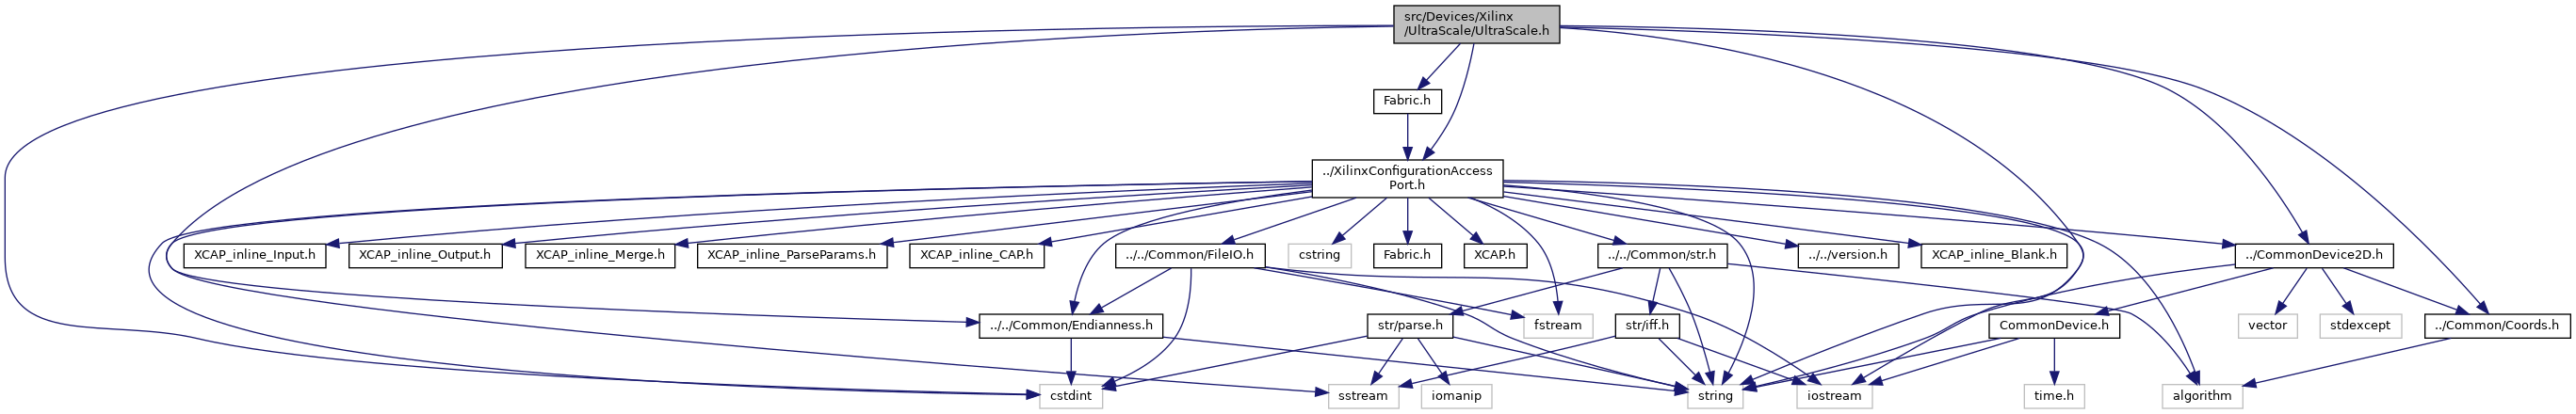 src/Devices/Xilinx
/UltraScale/UltraScale.h
Fabric.h
../XilinxConfigurationAccess
Port.h
XCAP_inline_Input.h
XCAP_inline_Output.h
XCAP_inline_Merge.h
XCAP_inline_ParseParams.h
XCAP_inline_CAP.h
../../Common/FileIO.h
cstring
Fabric.h
XCAP.h
../../Common/str.h
../../version.h
XCAP_inline_Blank.h
../CommonDevice2D.h
../../Common/Endianness.h
str/parse.h
fstream
str/iff.h
CommonDevice.h
vector
stdexcept
../Common/Coords.h
cstdint
sstream
iomanip
string
iostream
time.h
algorithm